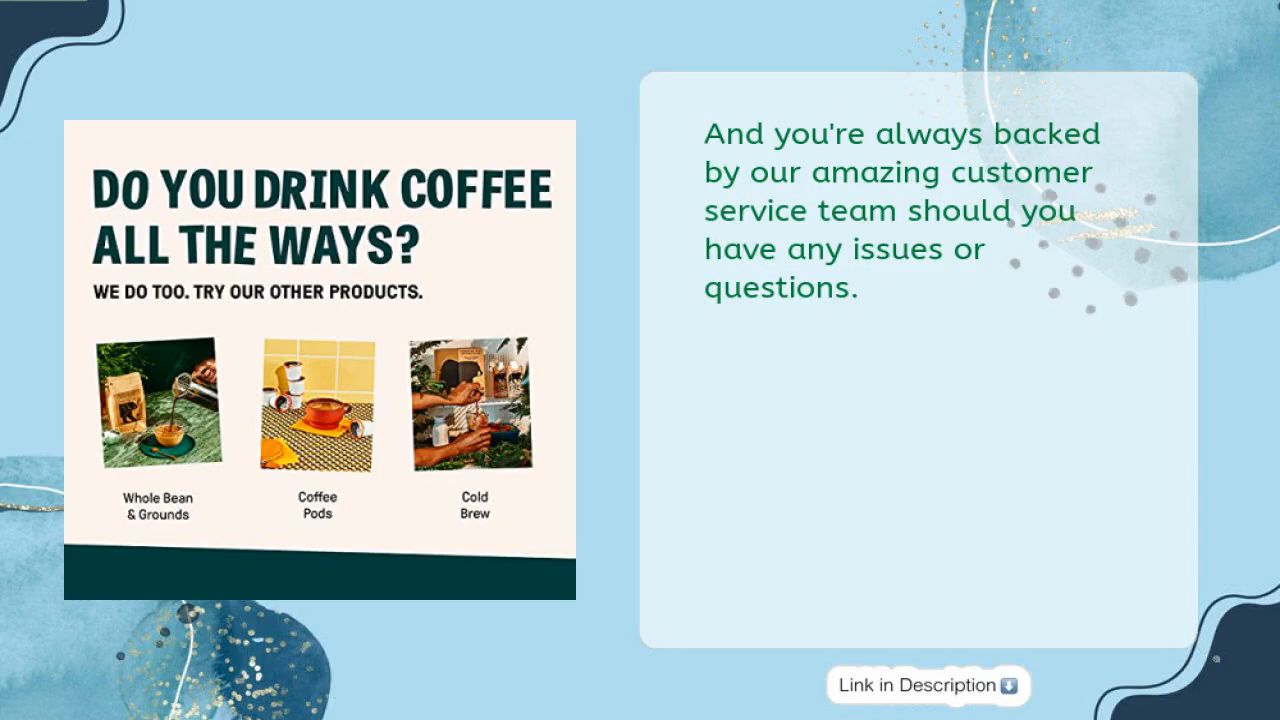 DO YOU DRINK COFFEE
ALL THE WAYS?
WE DO TOO. TRY OUR OTHER PRODUCTS.
Whole Bean
& Grounds
Coffee
Pods
Cold
Brew
And you're always backed
by our amazing customer
service team should you
have any issues or
questions.
Link in Description